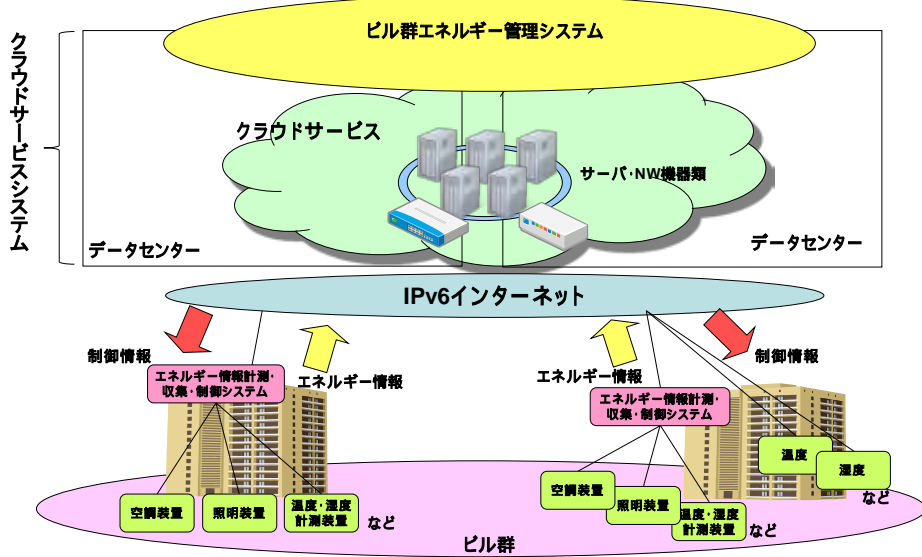 ビル群エネルギー管理システム
クラウドサービスシステム
クラウドサービス
サーバ・NW機器類
データセンター
データセンター
IPv6インターネット
制御情報
エネルギー情報
エネルギー情報
制御情報
エネルギー情報計測・
収集・制御システム
エネルギー情報計測・
収集・制御システム
温度
湿度
など
空調装置
照明装置
温度・湿度
計測装置
など
空調装置
照明装置
温度・湿度
計測装置
など
ビル群